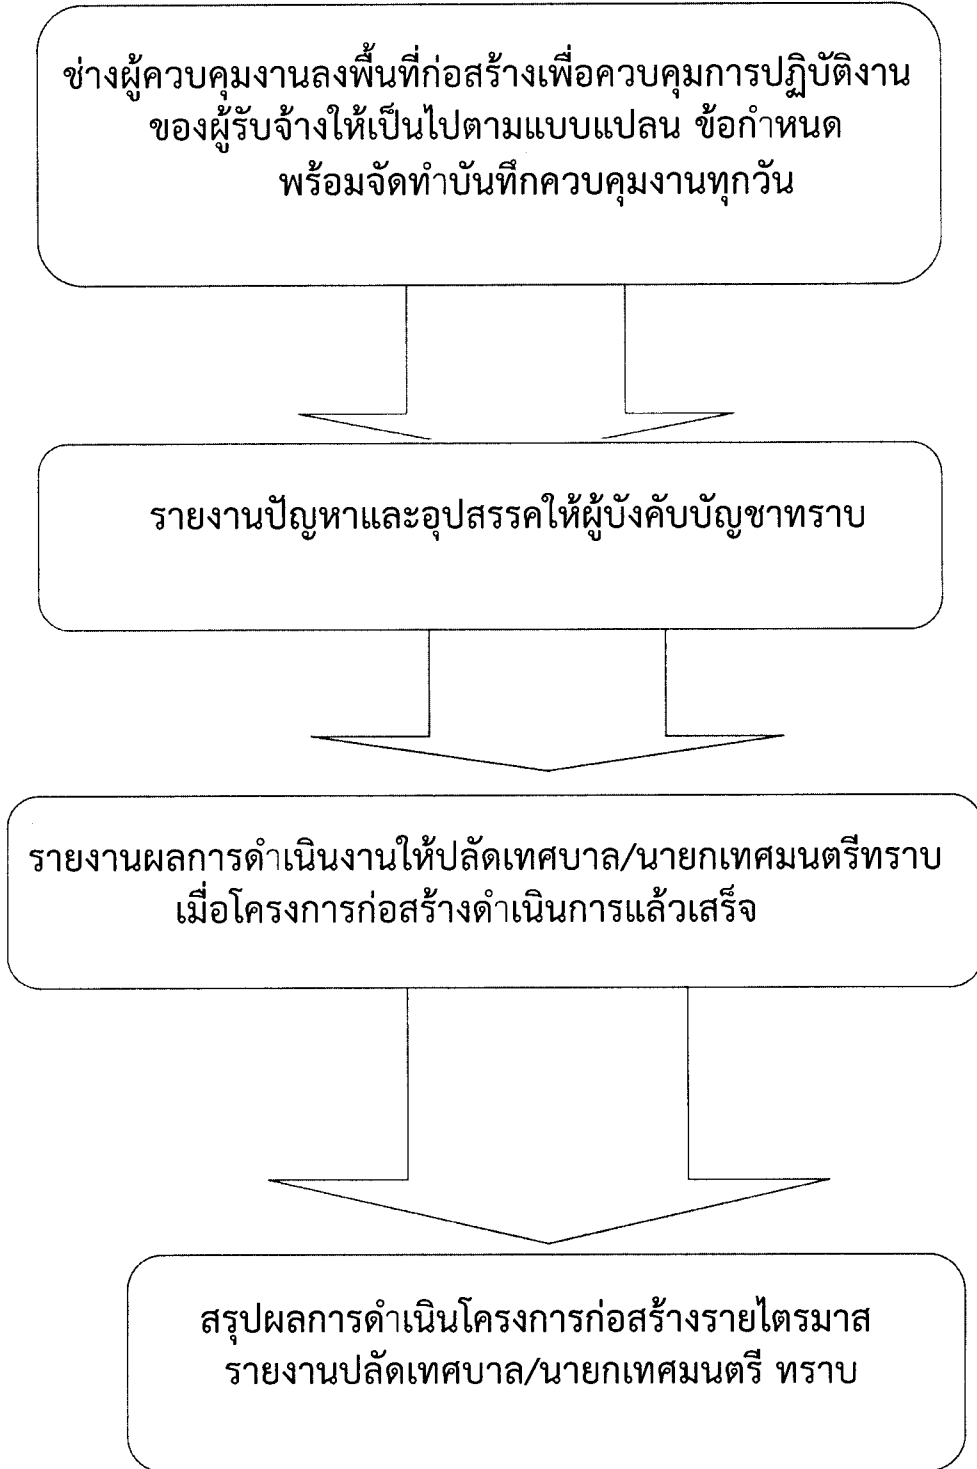 ช่างผู้ควบคุมงานลงพื้นที่ก่อสร้างเพื่อควบคุมการปฏิบัติงาน
ของผู้รับจ้างให้เป็นไปตามแบบแปลน ข้อกำหนด
พร้อมจัดทำบันทึกควบคุมงานทุกวัน
รายงานปัญหาและอุปสรรคให้ผู้บังคับบัญชาทราบ
รายงานผลการดำเนินงานให้ปลัดเทศบาล/นายกเทศมนตรีทราบ
เมื่อโครงการก่อสร้างดำเนินการแล้วเสร็จ
สรุปผลการดำเนินโครงการก่อสร้างรายไตรมาส
รายงานปลัดเทศบาล/นายกเทศมนตรี ทราบ